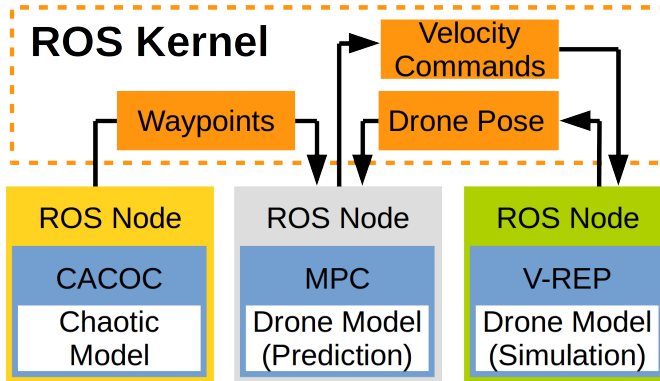 ROS Kernel
Velocity
Commands
Waypoints
Drone Pose
ROS Node
CACOC
Chaotic
Model
ROS Node
MPC
Drone Model
(Prediction)
ROS Node
V-REP
Drone Model
(Simulation)